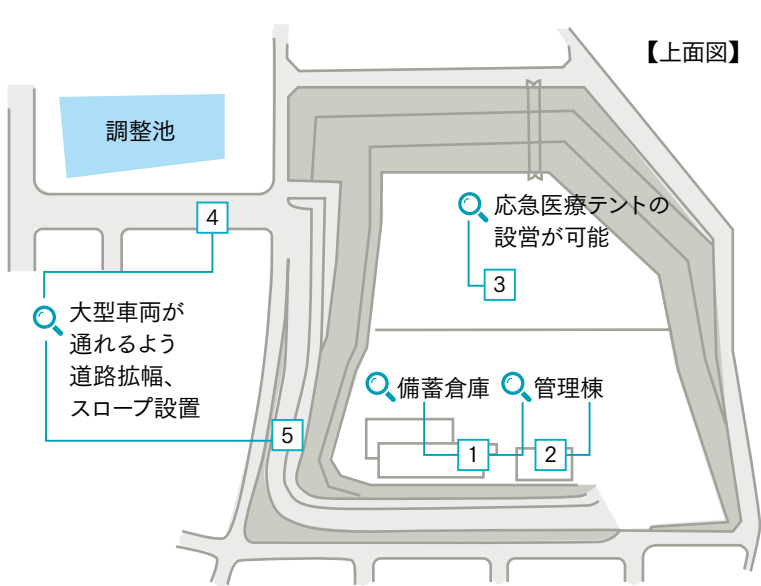 【上面図】
調整池
4
応急医療テントの
設営が可能
3
大型車両が
通れるよう
道路拡幅、
スロープ設置
備蓄倉庫
管理棟
5
1
2